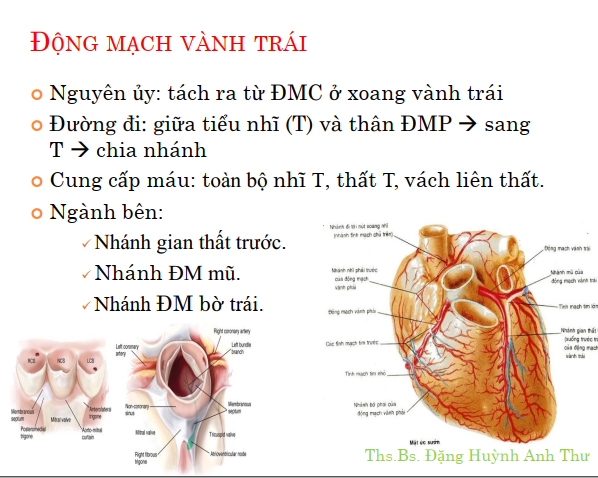 ĐỘNG MẠCH VÀNH TRÁI
Nguyên ủy: tách ra từ ĐMC ở xoang vành trái
Đường đi: giữa tiểu nhĩ (T) và thân ĐMP → sang
T → chia nhánh
Cung cấp máu: toàn bộ nhĩ T, thất T, vách liên thất.
Ngành bên:
✓ Nhánh gian thất trước.
✓ Nhánh ĐM mũ.
✓ Nhánh ĐM bờ trái.
Nhánh đi tới nút xoang nhĩ
(nhánh tĩnh mạch chủ trên)
Nhánh nhĩ phải trước
của động mạch
vành phải
Động mạch vành phải
Các tĩnh mạch tim trước
Tĩnh mạch tim nhỏ
Nhánh bờ phải của
động mạch vành phải
Mặt ức sườn
Động mạch vành trái
Nhánh mũ của
động mạch vành trái
Tĩnh mạch tim lớn
Nhánh gian thất
(xuống trước
của động mạch
vành trái
RCS
NCS
LCS
Membranous
septum
Posteromedial
trigone
Mitral valve
Aorto-mitral
curtain
Anterolateral
trigone
Right coronary artery
Left coronary
artery
Left bundle
branch
Non-coronary
sinus
Membranous
septum
Mitral valve
Tricuspid valve
Right fibrous
trigone
Atrioventricular node
Ths.Bs. Đặng Huỳnh Anh Thư